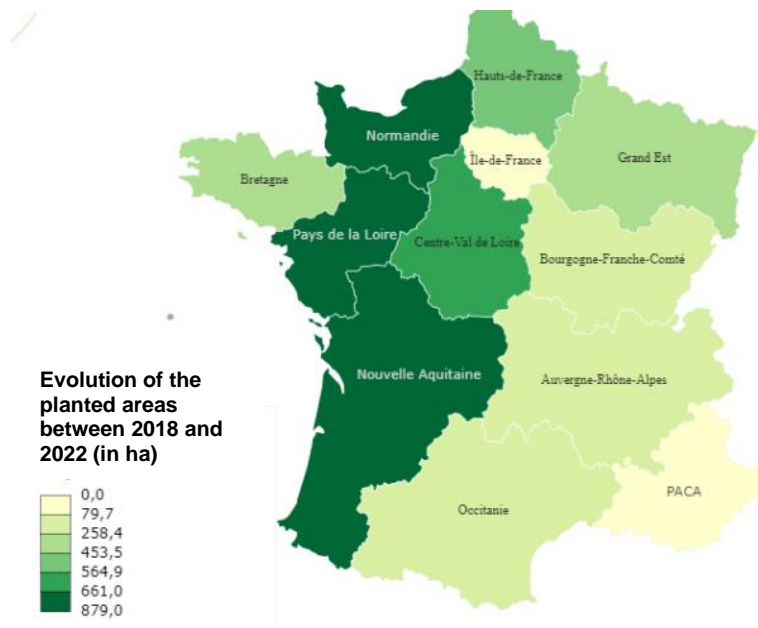 Hauts-de-France
Normandie
Île-de-France
Grand Est
Bretagne
Pays de la Loire
Centre-Val de Loire
Bourgogne-Franche-Comté
Nouvelle Aquitaine
Auvergne-Rhône-Alpes
PACA
Occitanie
Evolution of the
planted areas
between 2018 and
2022 (in ha)
0,0
79,7
258,4
453,5
564,9
661,0
879,0